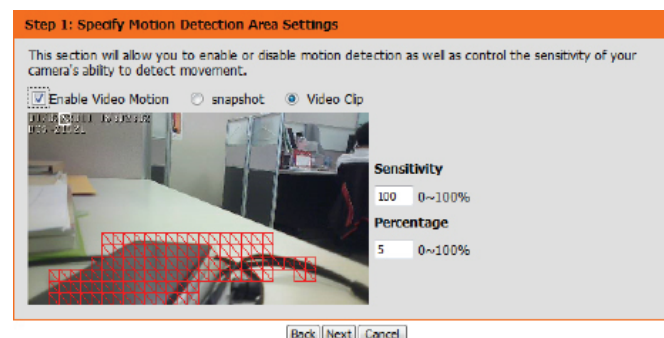 Step 1: Specify Motion Detection Area Settings
This section will allow you to enable or disable motion detection as well as control the sensitivity of your
camera's ability to detect movement.
Enable Video Motion snapshot Video Clip
Sensitivity
100 0~100%
Percentage
5 0~100%
Back Next Cancel